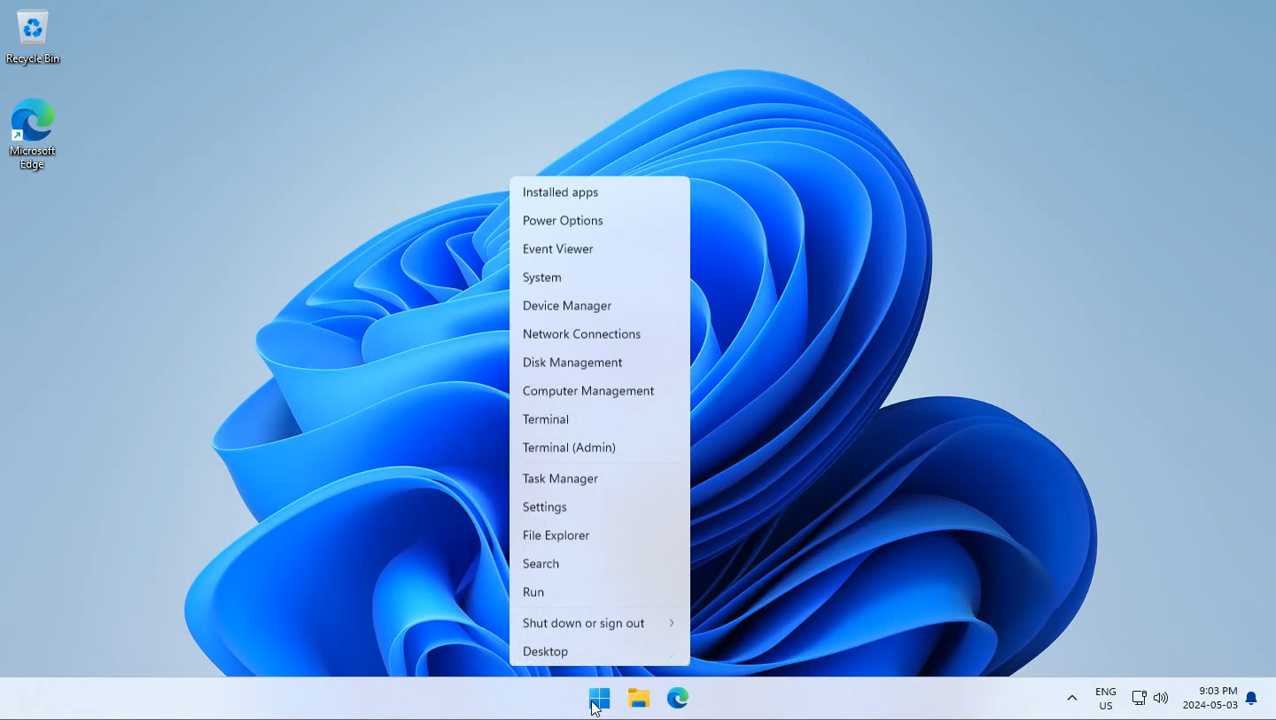 Recycle Bin
Microsoft
Edge
Installed apps
Power Options
Event Viewer
System
Device Manager
Network Connections
Disk Management
Computer Management
Terminal
Terminal (Admin)
Task Manager
Settings
File Explorer
Search
Run
Shut down or sign out
Desktop
ENG
US
9:03 PM
2024-05-03